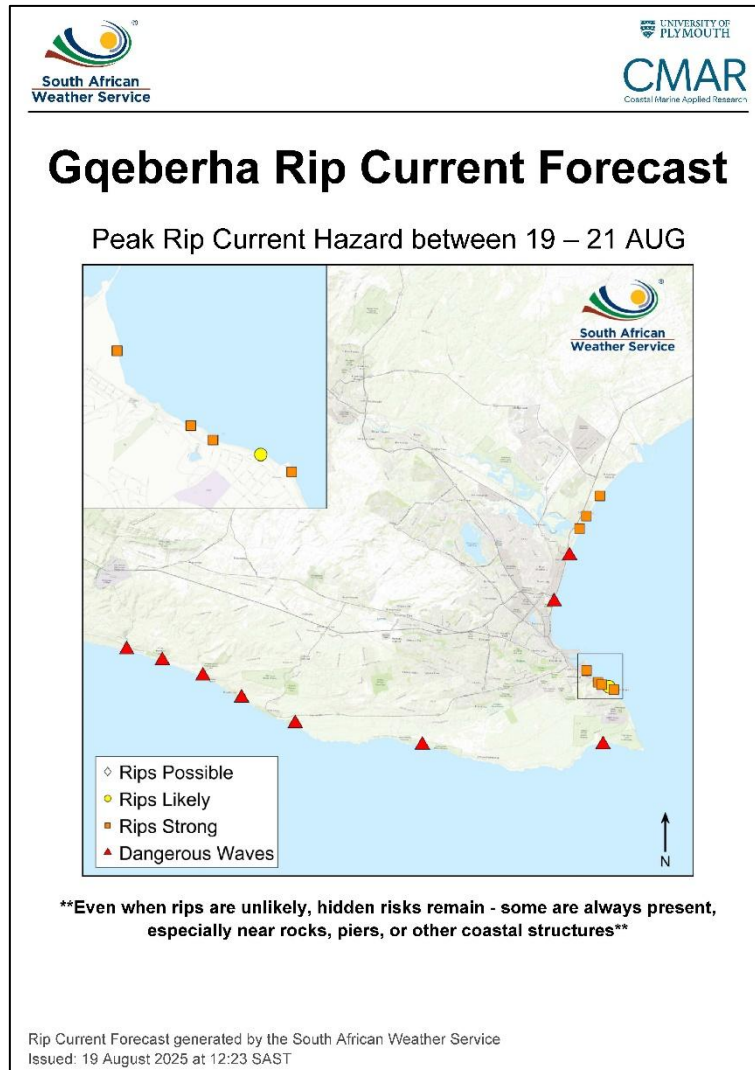 South African
Weather Service
UNIVERSITY OF
PLYMOUTH
CMAR
Coastal Marine Applied Research
Gqeberha Rip Current Forecast
Peak Rip Current Hazard between 19 – 21 AUG
South African
Weather Service
Rips Possible
Rips Likely
Rips Strong
Dangerous Waves
N
**Even when rips are unlikely, hidden risks remain - some are always present,
especially near rocks, piers, or other coastal structures**
Rip Current Forecast generated by the South African Weather Service
Issued: 19 August 2025 at 12:23 SAST